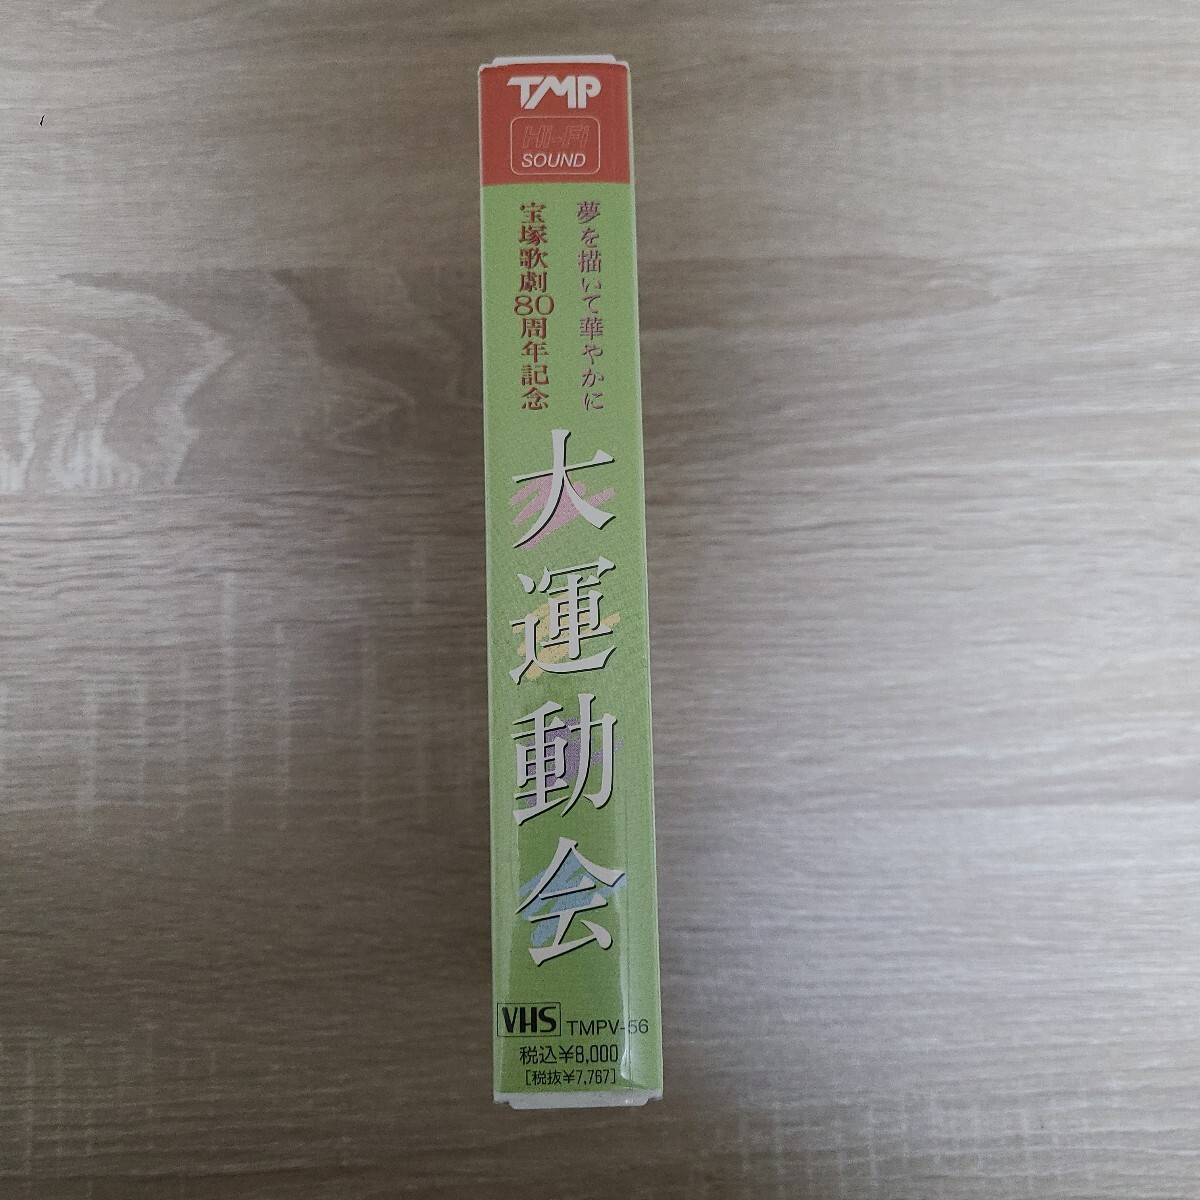 TMP
Hi-Fi
SOUND
夢を描いて華やかに
宝塚歌劇80周年記念
大運動会
VHS TMPV-56
税込¥8,000
[税抜¥7,767]